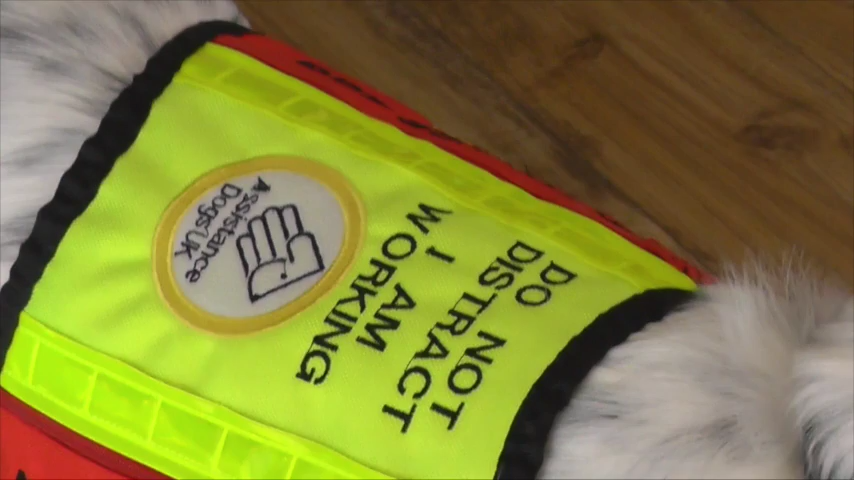 DO NOT
DISTRACT
I AM
WORKING
Assistance
Dogs UK